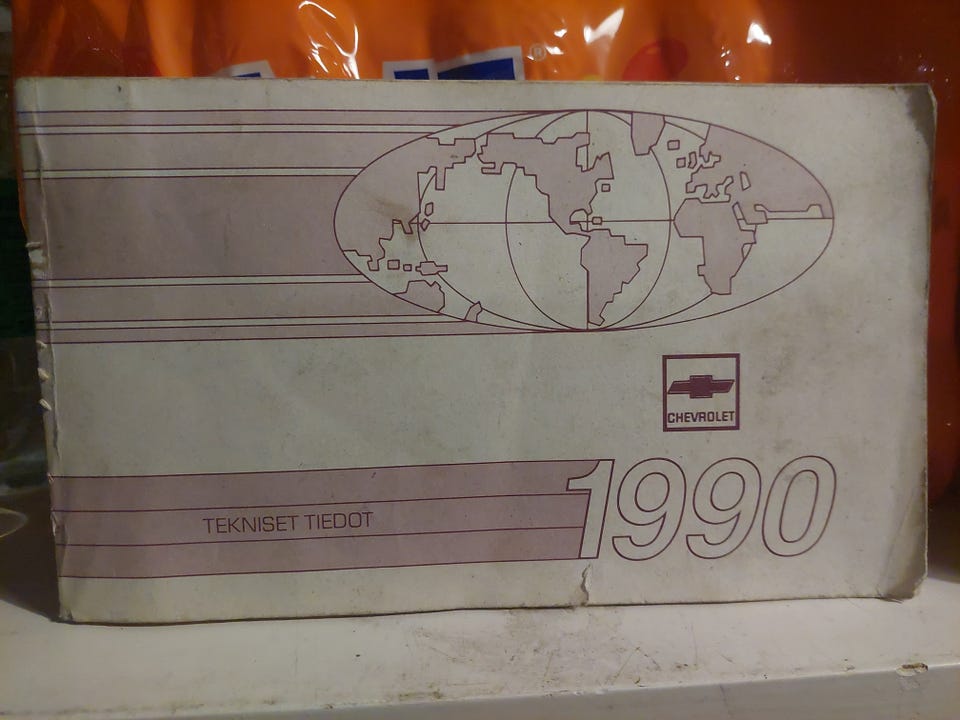 ®
CHEVROLET
1990
TEKNISET TIEDOT